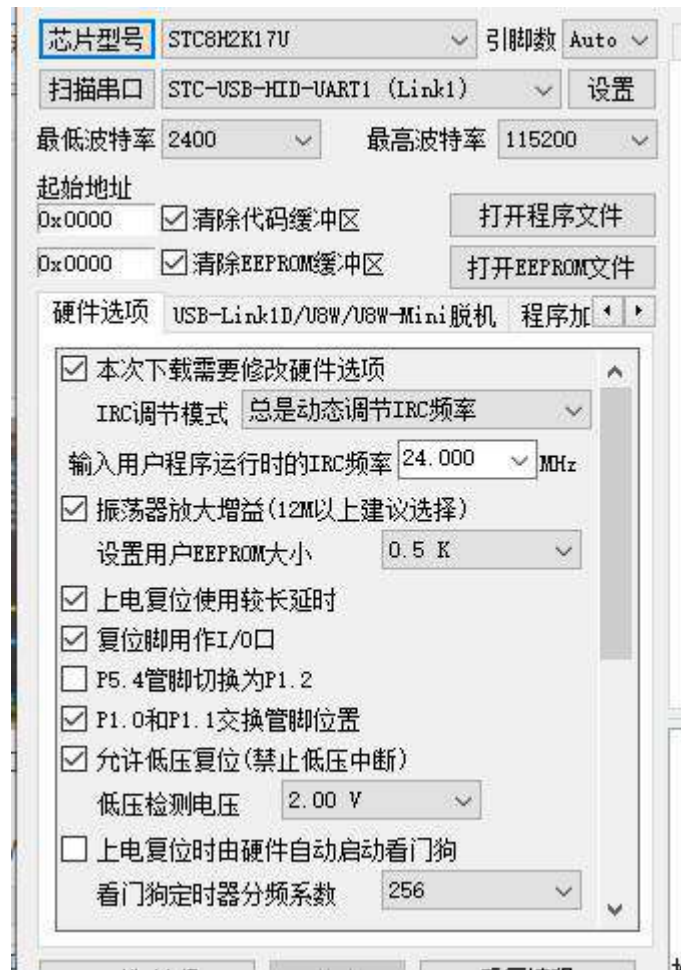 芯片型号 STC8H2K17U 引脚数 Auto
扫描串口 STC-USB-HID-UART1 (Link1) 设置
最低波特率 2400 最高波特率 115200
起始地址
0x0000 清除代码缓冲区 打开程序文件
0x0000 清除EEPROM缓冲区 打开EEPROM文件
硬件选项 USB-Link1D/U8W/U8W-Mini脱机 程序加
本次下载需要修改硬件选项
IRC调节模式 总是动态调节IRC频率
输入用户程序运行时的IRC频率 24.000 MHz
振荡器放大增益(12M以上建议选择)
设置用户EEPROM大小 0.5 K
上电复位使用较长延时
复位脚用作I/O口
P5.4管脚切换为P1.2
P1.0和P1.1交换管脚位置
允许低压复位(禁止低压中断)
低压检测电压 2.00 V
上电复位时由硬件自动启动看门狗
看门狗定时器分频系数 256